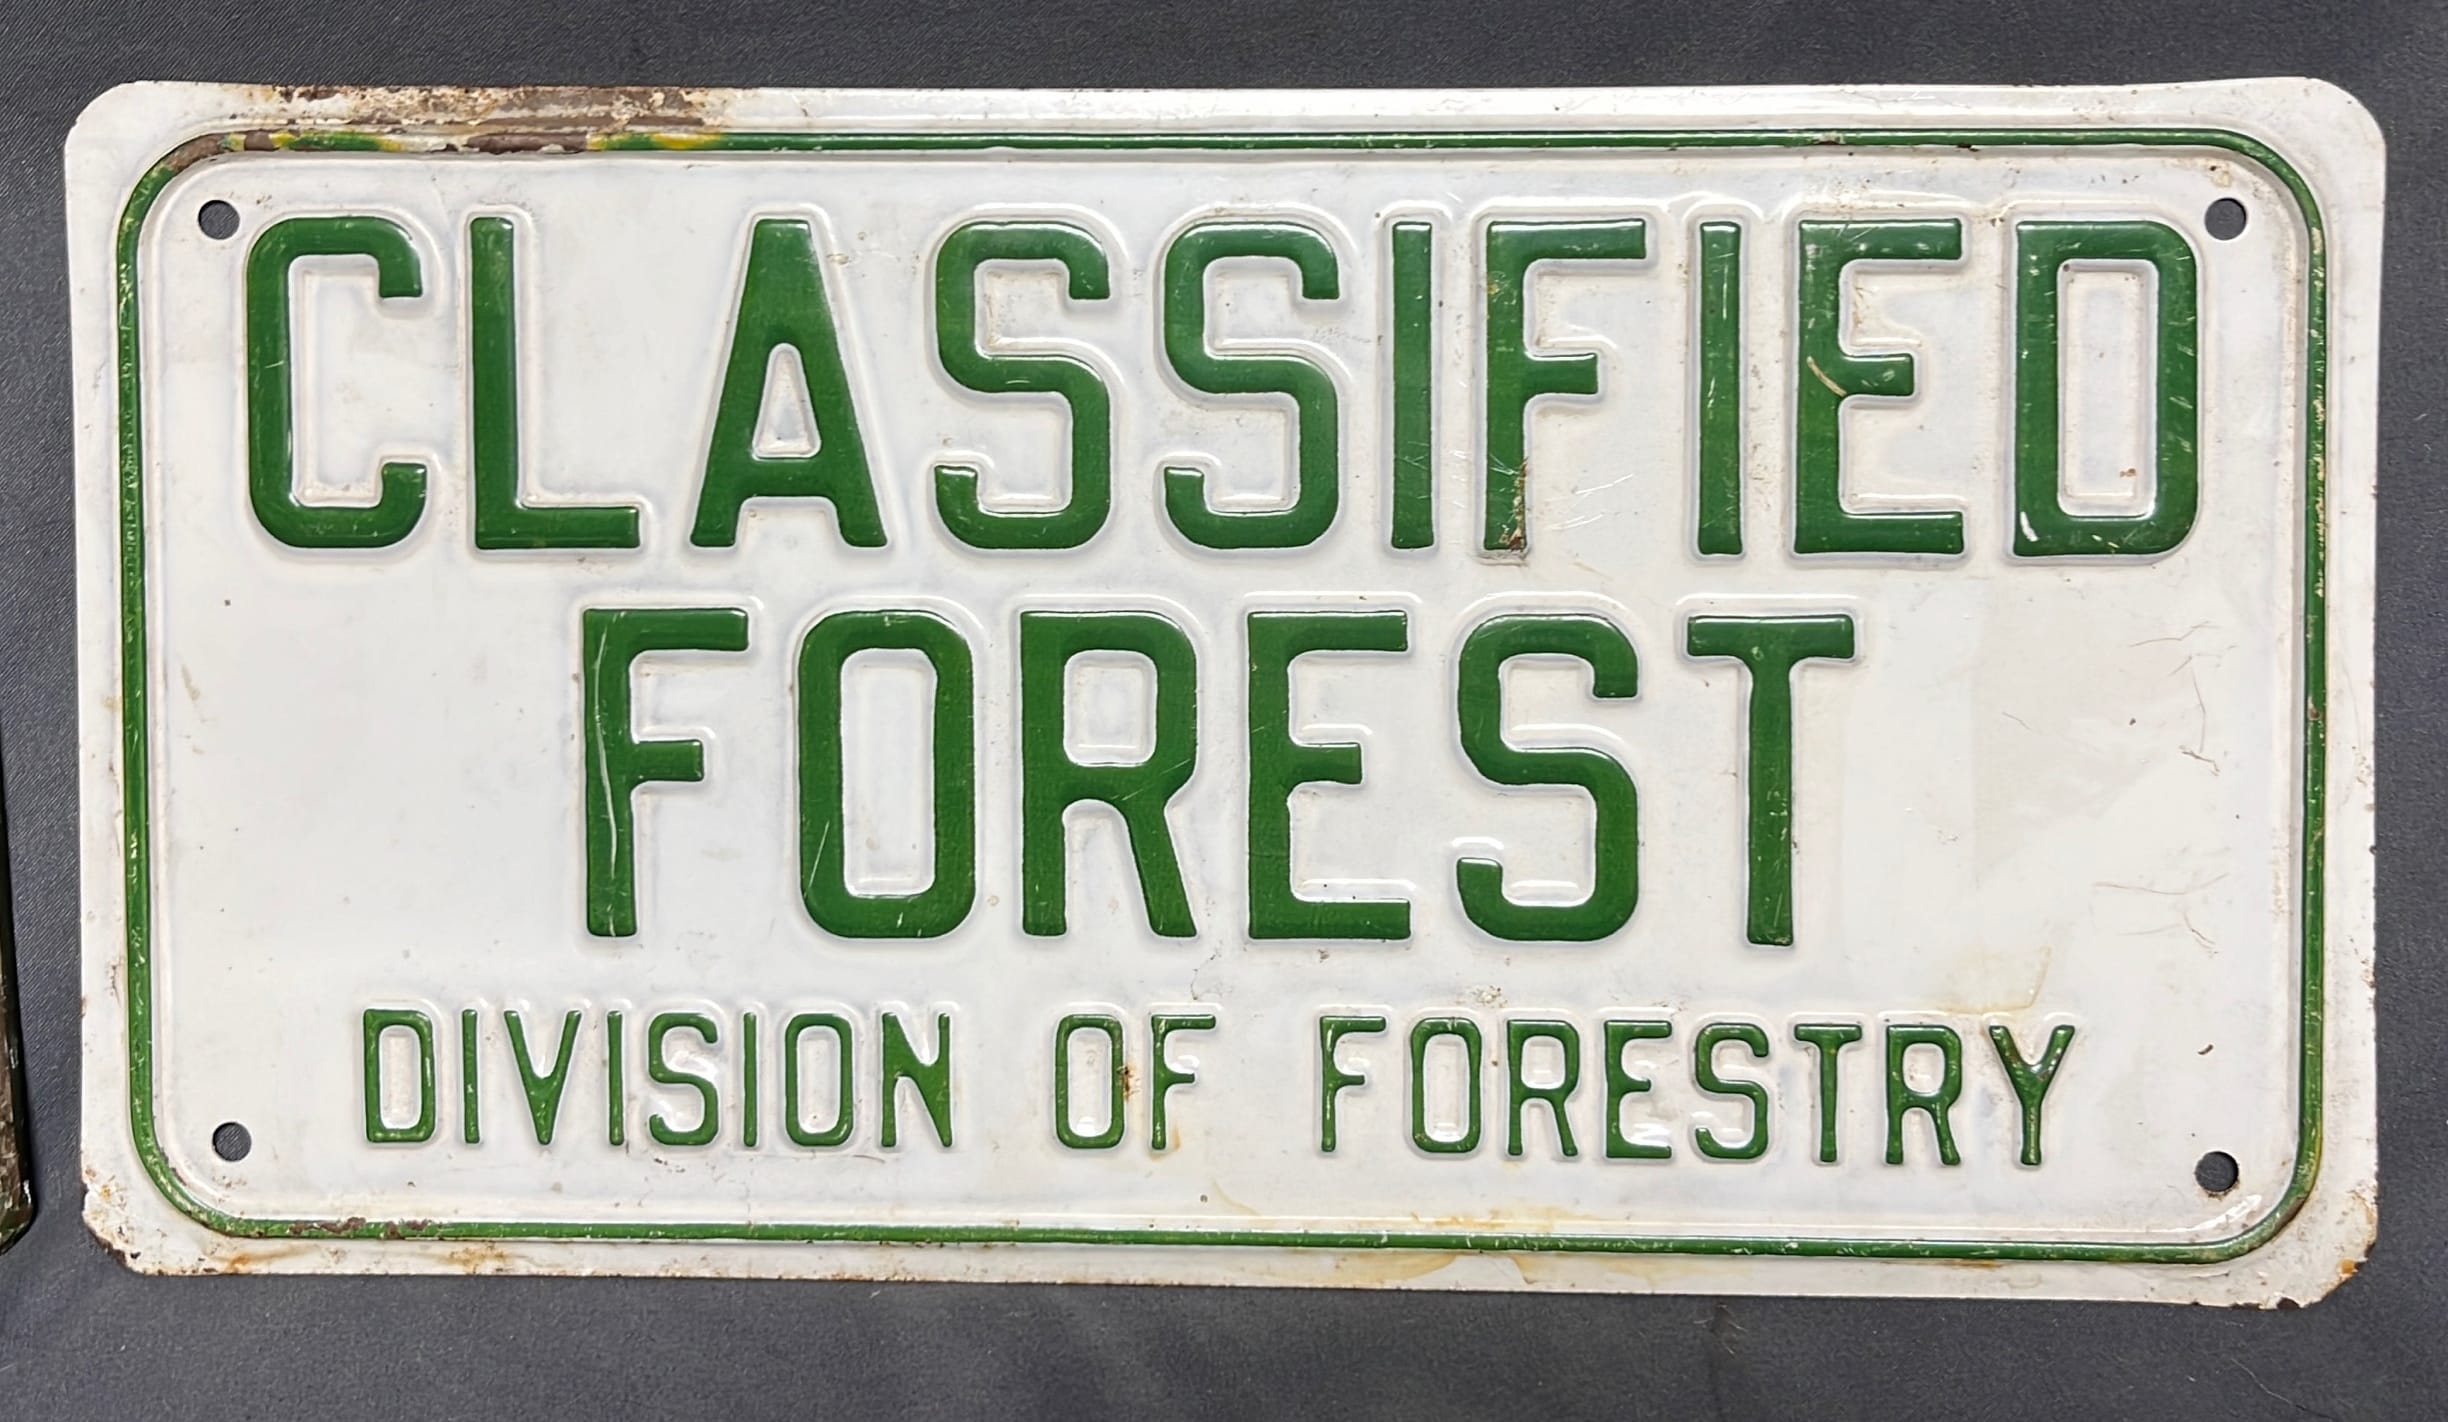 CLASSIFIED
FOREST
DIVISION OF FORESTRY